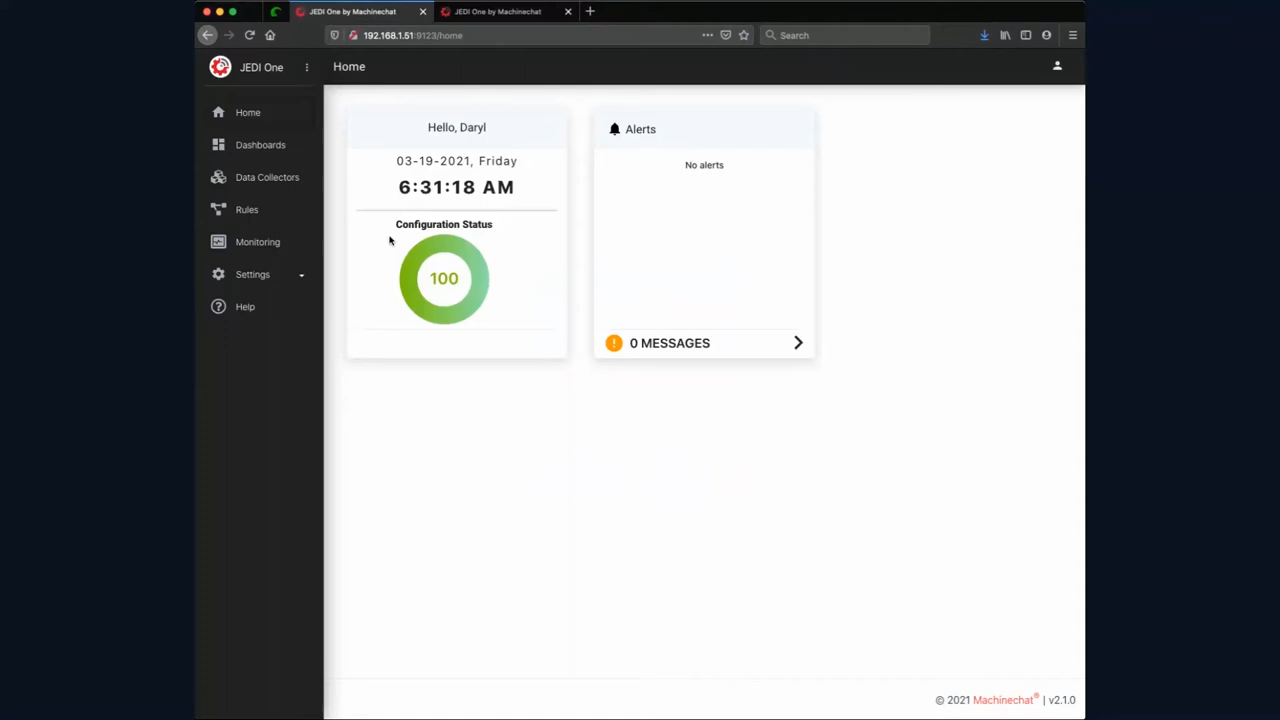 JEDI One by Machinechat
JEDI One by Machinechat
192.168.1.51:9123/home
Search
JEDI One
Home
Home
Dashboards
Data Collectors
Rules
Monitoring
Settings
Help
Hello, Daryl
03-19-2021, Friday
6:31:18 AM
Configuration Status
100
Alerts
No alerts
0 MESSAGES
© 2021 Machinechat® | v2.1.0